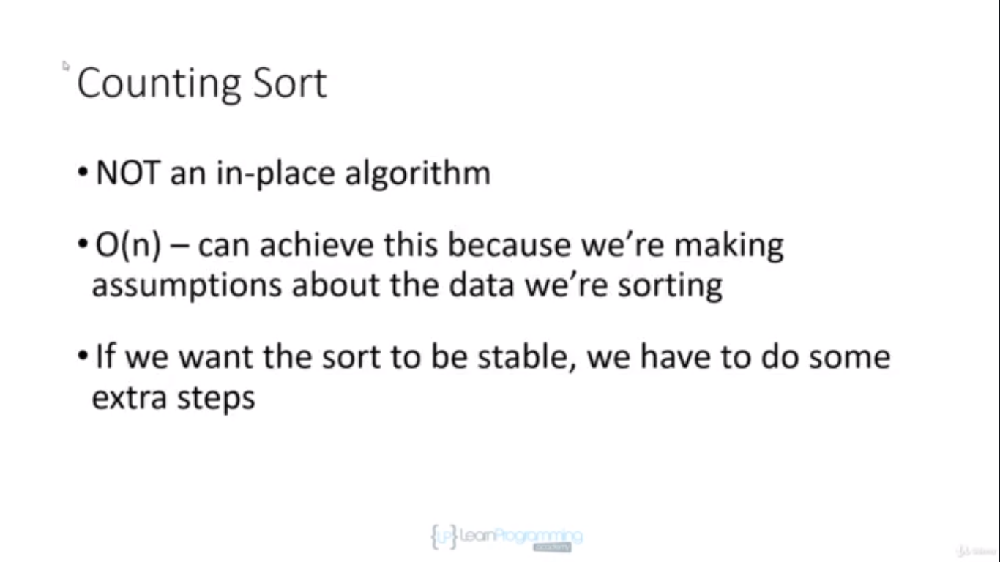 Counting Sort
• NOT an in-place algorithm
• O(n) – can achieve this because we’re making
assumptions about the data we’re sorting
• If we want the sort to be stable, we have to do some
extra steps
{LP} LearnProgramming
academy
Udemy